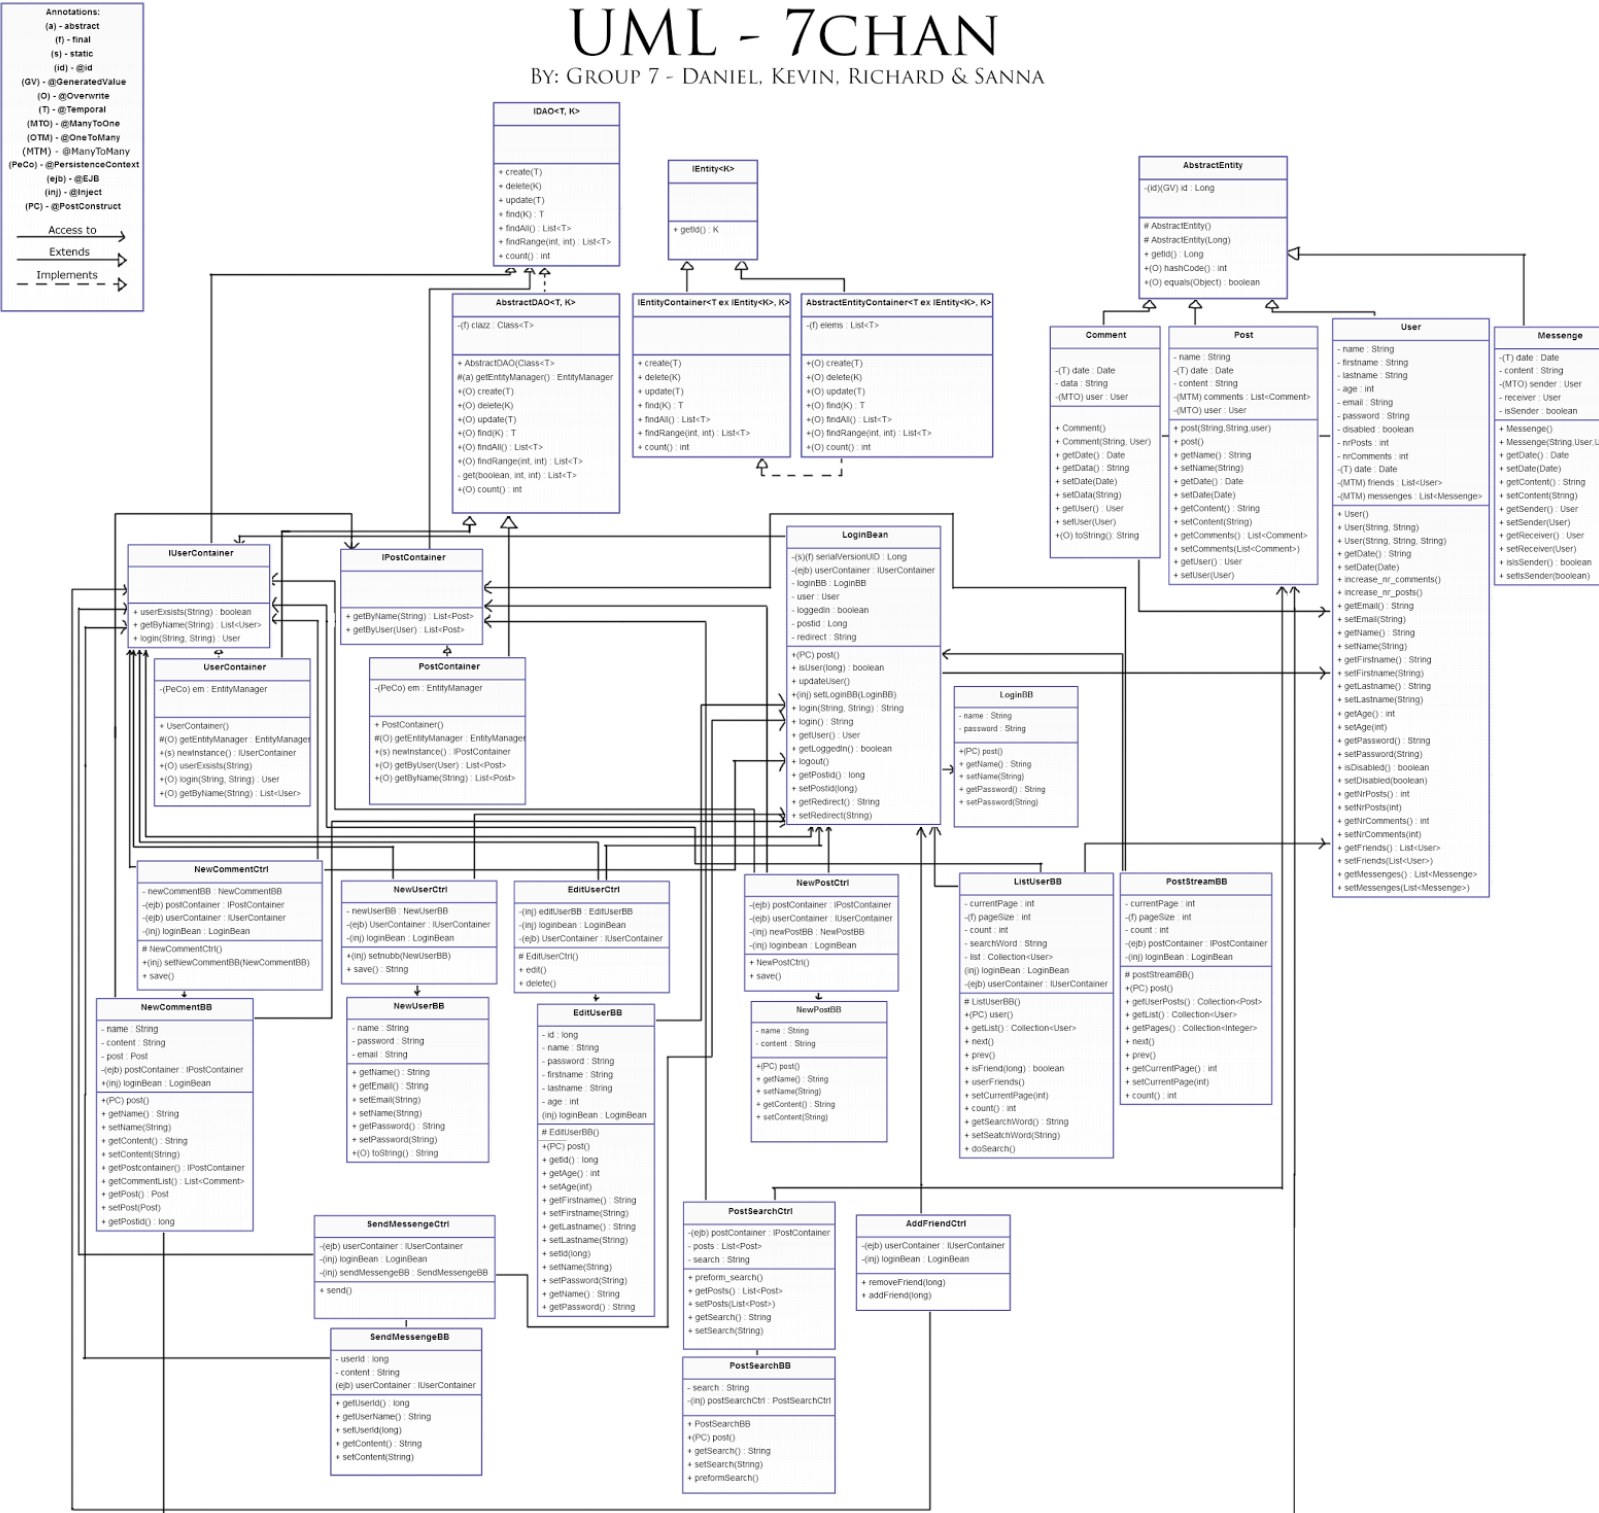 UML - 7CHAN
BY: GROUP 7 - DANIEL, KEVIN, RICHARD & SANNA
Annotations:
(a) - abstract
(f) - final
(s) - static
(id) - @id
(GV) - @GeneratedValue
(O) - @Overwrite
(T) - @Temporal
(MTO) - @ManyToOne
(OTM) - @OneToMany
(MTM) - @ManyToMany
(PeCo) - @PersistenceContext
(ejb) - @EJB
(inj) - @Inject
(PC) - @PostConstruct
Access to
Extends
Implements
IDAO<T, K>
+ create(T)
+ delete(K)
+ update(T)
+ find(K) : T
+ findAll() : List<T>
+ findRange(int, int) : List<T>
+ count() : int
IEntity<K>
+ getId() : K
AbstractEntity
-(id)(GV) id : Long
# AbstractEntity()
# AbstractEntity(Long)
+ getId() : Long
+(O) hashCode() : int
+(O) equals(Object) : boolean
AbstractDAO<T, K>
-(f) clazz : Class<T>
+ AbstractDAO(Class<T>
#(a) getEntityManager() : EntityManager
+(O) create(T)
+(O) delete(K)
+(O) update(T)
+(O) find(K) : T
+(O) findAll() : List<T>
+(O) findRange(int, int) : List<T>
- get(boolean, int, int) : List<T>
+(O) count() : int
IEntityContainer<T ex IEntity<K>, K>
+ create(T)
+ delete(K)
+ update(T)
+ find(K) : T
+ findAll() : List<T>
+ findRange(int, int) : List<T>
+ count() : int
AbstractEntityContainer<T ex IEntity<K>, K>
-(f) elems : List<T>
+(O) create(T)
+(O) delete(K)
+(O) update(T)
+(O) find(K) : T
+(O) findAll() : List<T>
+(O) findRange(int, int) : List<T>
+(O) count() : int
Comment
-(T) date : Date
- data : String
-(MTO) user : User
+ Comment()
+ Comment(String, User)
+ getDate() : Date
+ getData() : String
+ setDate(Date)
+ setData(String)
+ getUser() : User
+ setUser(User)
+(O) toString() : String
Post
- name : String
-(T) date : Date
- content : String
-(MTM) comments : List<Comment>
-(MTO) user : User
+ post(String,String,user)
+ post()
+ getName() : String
+ setName(String)
+ getDate() : Date
+ setDate(Date)
+ getContent() : String
+ setContent(String)
+ getComments() : List<Comment>
+ setComments(List<Comment>)
+ getUser() : User
+ setUser(User)
User
- name : String
- firstname : String
- lastname : String
- age : int
- email : String
- password : String
- disabled : boolean
- nrPosts : int
- nrComments : int
-(T) date : Date
-(MTM) friends : List<User>
-(MTM) messenges : List<Messenge>
+ User()
+ User(String, String)
+ User(String, String, String)
+ getDate() : String
+ setDate(Date)
+ increase_nr_comments()
+ increase_nr_posts()
+ getEmail() : String
+ setEmail(String)
+ getName() : String
+ setName(String)
+ getFirstname() : String
+ setFirstname(String)
+ getLastname() : String
+ setLastname(String)
+ getAge() : int
+ setAge(int)
+ getPassword() : String
+ setPassword(String)
+ isDisabled() : boolean
+ setDisabled(boolean)
+ getNrPosts() : int
+ setNrPosts(int)
+ getNrComments() : int
+ setNrComments(int)
+ getFriends() : List<User>
+ setFriends(List<User>)
+ getMessenges() : List<Messenge>
+ setMessenges(List<Messenge>)
Messenge
-(T) date : Date
- content : String
-(MTO) sender : User
- receiver : User
- isSender : boolean
+ Messenge()
+ Messenge(String,User,U
+ getDate() : Date
+ setDate(Date)
+ getContent() : String
+ setContent(String)
+ getSender() : User
+ setSender(User)
+ getReceiver() : User
+ setReceiver(User)
+ isisSender() : boolean
+ setIsSender(boolean)
IUserContainer
+ userExsists(String) : boolean
+ getByName(String) : List<User>
+ login(String, String) : User
IPostContainer
+ getByName(String) : List<Post>
+ getByUser(User) : List<Post>
LoginBean
-(s)(f) serialVersionUID : Long
-(ejb) userContainer : IUserContainer
- loginBB : LoginBB
- user : User
- loggedIn : boolean
- postid : Long
- redirect : String
+(PC) post()
+ isUser(long) : boolean
+ updateUser()
+(inj) setLoginBB(LoginBB)
+ login(String, String) : String
+ login() : String
+ getUser() : User
+ getLoggedIn() : boolean
+ logout()
+ getPostid() : long
+ setPostid(long)
+ getRedirect() : String
+ setRedirect(String)
UserContainer
-(PeCo) em : EntityManager
+ UserContainer()
#(O) getEntityManager : EntityManager
+(s) newInstance() : IUserContainer
+(O) userExsists(String)
+(O) login(String, String) : User
+(O) getByName(String) : List<User>
PostContainer
-(PeCo) em : EntityManager
+ PostContainer()
#(O) getEntityManager : EntityManager
+(s) newInstance() : IPostContainer
+(O) getByUser(User) : List<Post>
+(O) getByName(String) : List<Post>
LoginBB
- name : String
- password : String
+(PC) post()
+ getName() : String
+ setName(String)
+ getPassword() : String
+ setPassword(String)
NewCommentCtrl
- newCommentBB : NewCommentBB
-(ejb) postContainer : IPostContainer
-(ejb) userContainer : IUserContainer
-(inj) loginBean : LoginBean
# NewCommentCtrl()
+(inj) setNewCommentBB(NewCommentBB)
+ save()
NewUserCtrl
- newUserBB : NewUserBB
-(ejb) UserContainer : IUserContainer
-(inj) loginBean : LoginBean
+(inj) setnubb(NewUserBB)
+ save() : String
EditUserCtrl
-(inj) editUserBB : EditUserBB
-(inj) loginbean : LoginBean
-(ejb) UserContainer : IUserContainer
# EditUserCtrl()
+ edit()
+ delete()
NewPostCtrl
-(ejb) postContainer : IPostContainer
-(ejb) userContainer : IUserContainer
-(inj) newPostBB : NewPostBB
-(inj) loginbean : LoginBean
+ NewPostCtrl()
+ save()
ListUserBB
- currentPage : int
-(f) pageSize : int
- count : int
- searchWord : String
- list : Collection<User>
(inj) loginBean : LoginBean
-(ejb) userContainer : IUserContainer
# ListUserBB()
+(PC) user()
+ getList() : Collection<User>
+ next()
+ prev()
+ isFriend(long) : boolean
+ userFriends()
+ setCurrentPage(int)
+ count() : int
+ getSearchWord() : String
+ setSeatchWord(String)
+ doSearch()
PostStreamBB
- currentPage : int
-(f) pageSize : int
- count : int
-(ejb) postContainer : IPostContainer
-(inj) loginBean : LoginBean
# postStreamBB()
+(PC) post()
+ getUserPosts() : Collection<Post>
+ getList() : Collection<User>
+ getPages() : Collection<Integer>
+ next()
+ prev()
+ getCurrentPage() : int
+ setCurrentPage(int)
+ count() : int
NewCommentBB
- name : String
- content : String
- post : Post
-(ejb) postContainer : IPostContainer
+(inj) loginBean : LoginBean
+(PC) post()
+ getName() : String
+ setName(String)
+ getContent() : String
+ setContent(String)
+ getPostcontainer() : IPostContainer
+ getCommentList() : List<Comment>
+ getPost() : Post
+ setPost(Post)
+ getPostid() : long
NewUserBB
- name : String
- password : String
- email : String
+ getName() : String
+ getEmail() : String
+ setEmail(String)
+ setName(String)
+ getPassword() : String
+ setPassword(String)
+(O) toString() : String
EditUserBB
- id : long
- name : String
- password : String
- firstname : String
- lastname : String
- age : int
(inj) loginBean : LoginBean
# EditUserBB()
+(PC) post()
+ getId() : long
+ getAge() : int
+ setAge(int)
+ getFirstname() : String
+ setFirstname(String)
+ getLastname() : String
+ setLastname(String)
+ setId(long)
+ setName(String)
+ setPassword(String)
+ getName() : String
+ getPassword() : String
NewPostBB
- name : String
- content : String
+(PC) post()
+ getName() : String
+ setName(String)
+ getContent() : String
+ setContent(String)
SendMessengeCtrl
-(ejb) userContainer : IUserContainer
-(inj) loginBean : LoginBean
-(inj) sendMessengeBB : SendMessengeBB
+ send()
PostSearchCtrl
-(ejb) postContainer : IPostContainer
- posts : List<Post>
- search : String
+ preform_search()
+ getPosts() : List<Post>
+ setPosts(List<Post>)
+ getSearch() : String
+ setSearch(String)
AddFriendCtrl
-(ejb) userContainer : IUserContainer
-(inj) loginBean : LoginBean
+ removeFriend(long)
+ addFriend(long)
SendMessengeBB
- userId : long
- content : String
(ejb) userContainer : IUserContainer
+ getUserId() : long
+ getUserName() : String
+ setUserId(long)
+ getContent() : String
+ setContent(String)
PostSearchBB
- search : String
-(inj) postSearchCtrl : PostSearchCtrl
+ PostSearchBB
+(PC) post()
+ getSearch() : String
+ setSearch(String)
+ preformSearch()